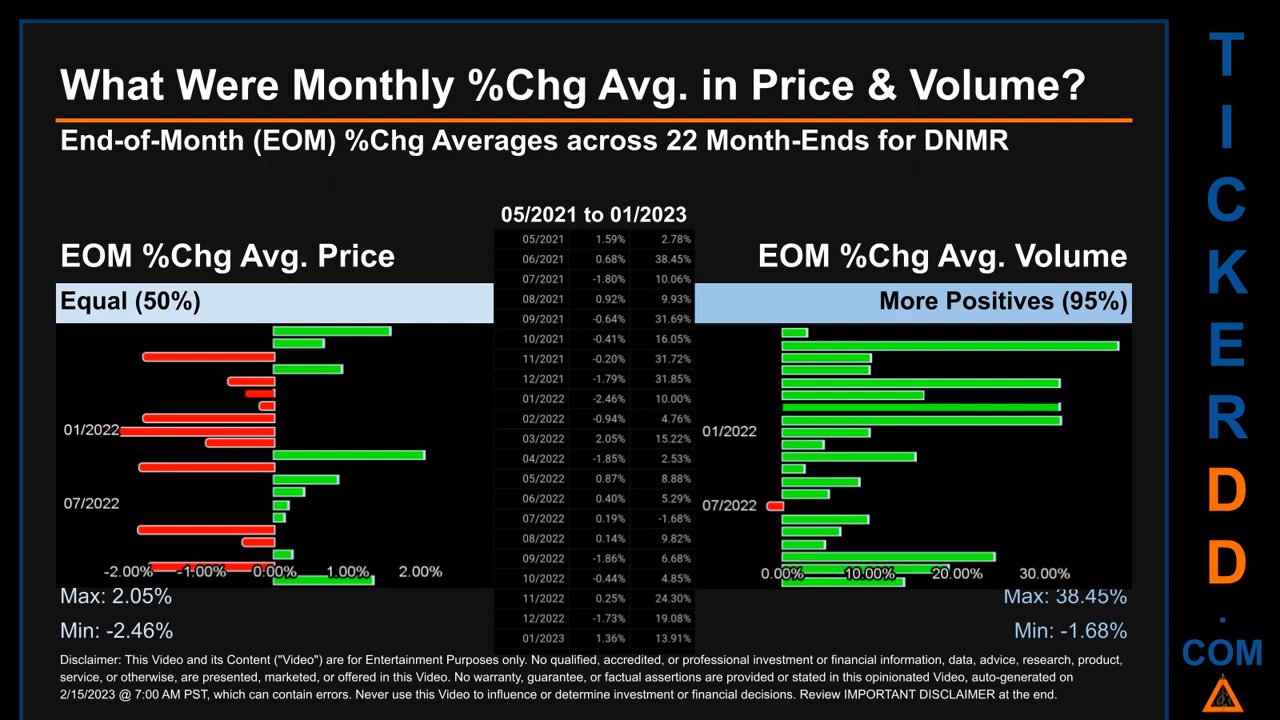 What Were Monthly %Chg Avg. in Price & Volume?
End-of-Month (EOM) %Chg Averages across 22 Month-Ends for DNMR
05/2021 to 01/2023
EOM %Chg Avg. Price
EOM %Chg Avg. Volume
Equal (50%)
More Positives (95%)
05/2021 1.59% 2.78%
06/2021 0.68% 38.45%
07/2021 -1.80% 10.06%
08/2021 0.92% 9.93%
09/2021 -0.64% 31.69%
10/2021 -0.41% 16.05%
11/2021 -0.20% 31.72%
12/2021 -1.79% 31.85%
01/2022 -2.46% 10.00%
02/2022 -0.94% 4.76%
03/2022 2.05% 15.22%
04/2022 -1.85% 2.53%
05/2022 0.87% 8.88%
06/2022 0.40% 5.29%
07/2022 0.19% -1.68%
08/2022 0.14% 9.82%
09/2022 -1.86% 6.68%
10/2022 -0.44% 4.85%
11/2022 0.25% 24.30%
12/2022 -1.73% 19.08%
01/2023 1.36% 13.91%
01/2022
07/2022
-2.00% -1.00% 0.00% 1.00% 2.00%
01/2022
07/2022
0.00% 10.00% 20.00% 30.00%
Max: 2.05%
Min: -2.46%
Max: 38.45%
Min: -1.68%
Disclaimer: This Video and its Content ("Video") are for Entertainment Purposes only. No qualified, accredited, or professional investment or financial information, data, advice, research, product,
service, or otherwise, are presented, marketed, or offered in this Video. No warranty, guarantee, or factual assertions are provided or stated in this opinionated Video, auto-generated on
2/15/2023 @ 7:00 AM PST, which can contain errors. Never use this Video to influence or determine investment or financial decisions. Review IMPORTANT DISCLAIMER at the end.
T
I
C
K
E
R
D
D
.
COM